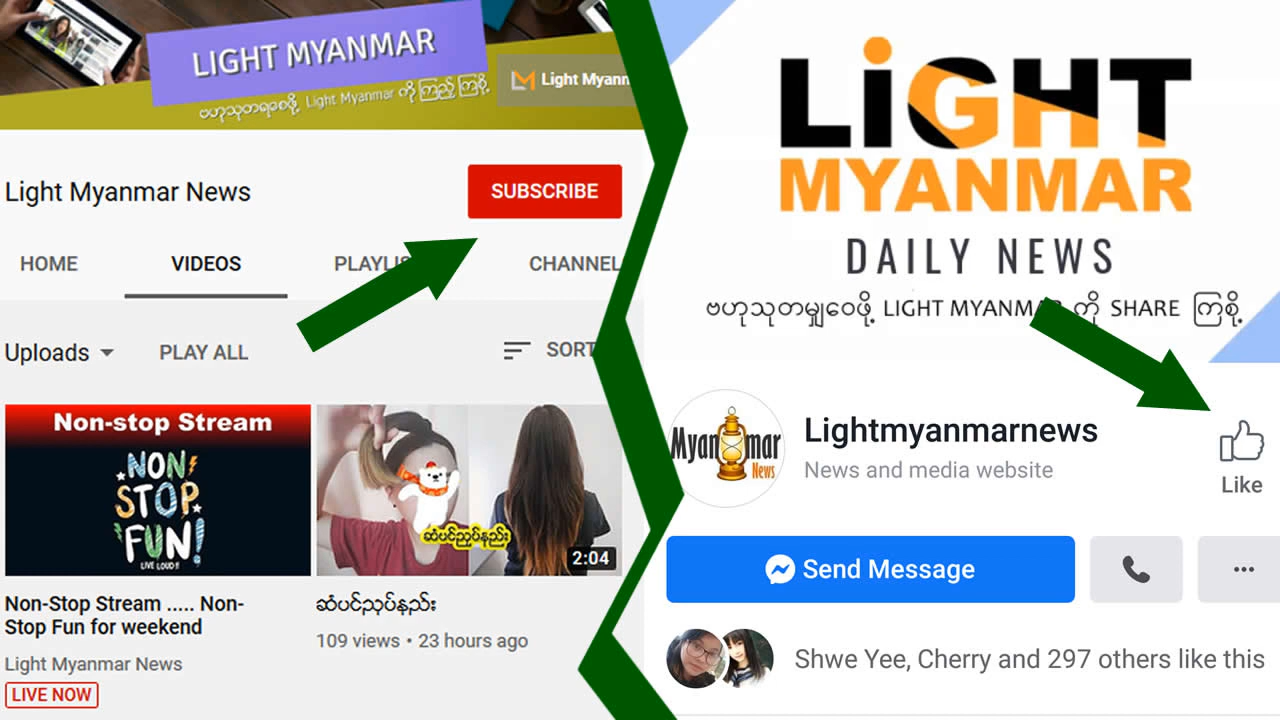 LIGHT MYANMAR
ဗဟုသုတရစေဖို့ Light Myanmar ကို ကြည့် ကြစို့
Light Myanm
Light Myanmar News
SUBSCRIBE
HOME
VIDEOS
PLAYLIS
CHANNEL
Uploads
PLAY ALL
SORT
Non-stop Stream
NON
STOP
FUN!
LIVE LOUD!!
ဆံပင်ညှပ်နည်း
2:04
Non-Stop Stream ..... Non-
Stop Fun for weekend
Light Myanmar News
LIVE NOW
ဆံပင်ညှပ်နည်း
109 views • 23 hours ago
LiGHT
MYANMAR
DAILY NEWS
ဗဟုသုတမျှဝေဖို့ LIGHT MYANMAR ကို SHARE ကြစို့
Myanmar
News
Lightmyanmarnews
News and media website
Like
Send Message
Shwe Yee, Cherry and 297 others like this